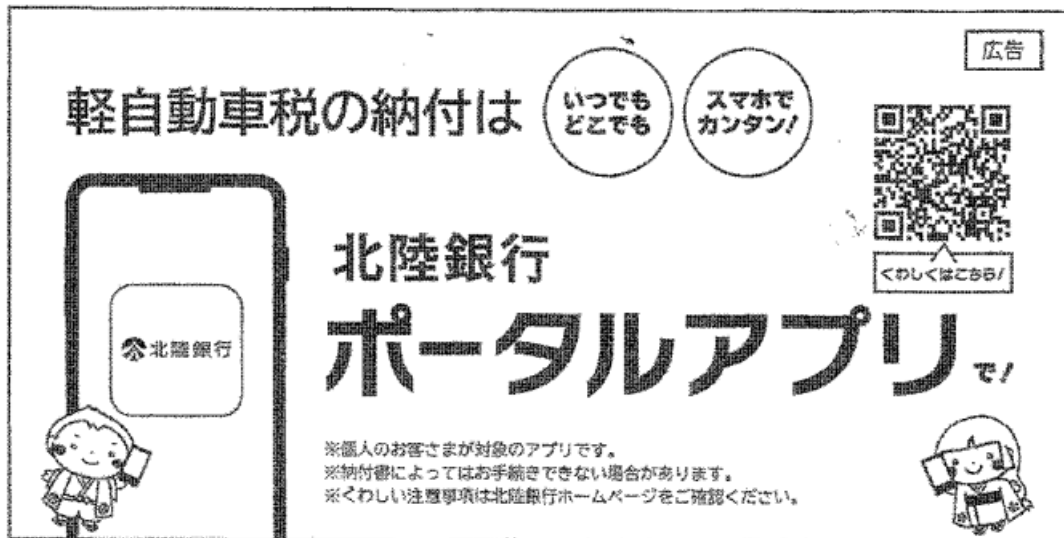 広告
軽自動車税の納付は
いつでも
どこでも
スマホで
カンタン!
くわしくはこちら!
北陸銀行
ポータルアプリで!
北陸銀行
※個人のお客さまが対象のアプリです。
※納付書によってはお手続きできない場合があります。
※くわしい注意事項は北陸銀行ホームページをご確認ください。